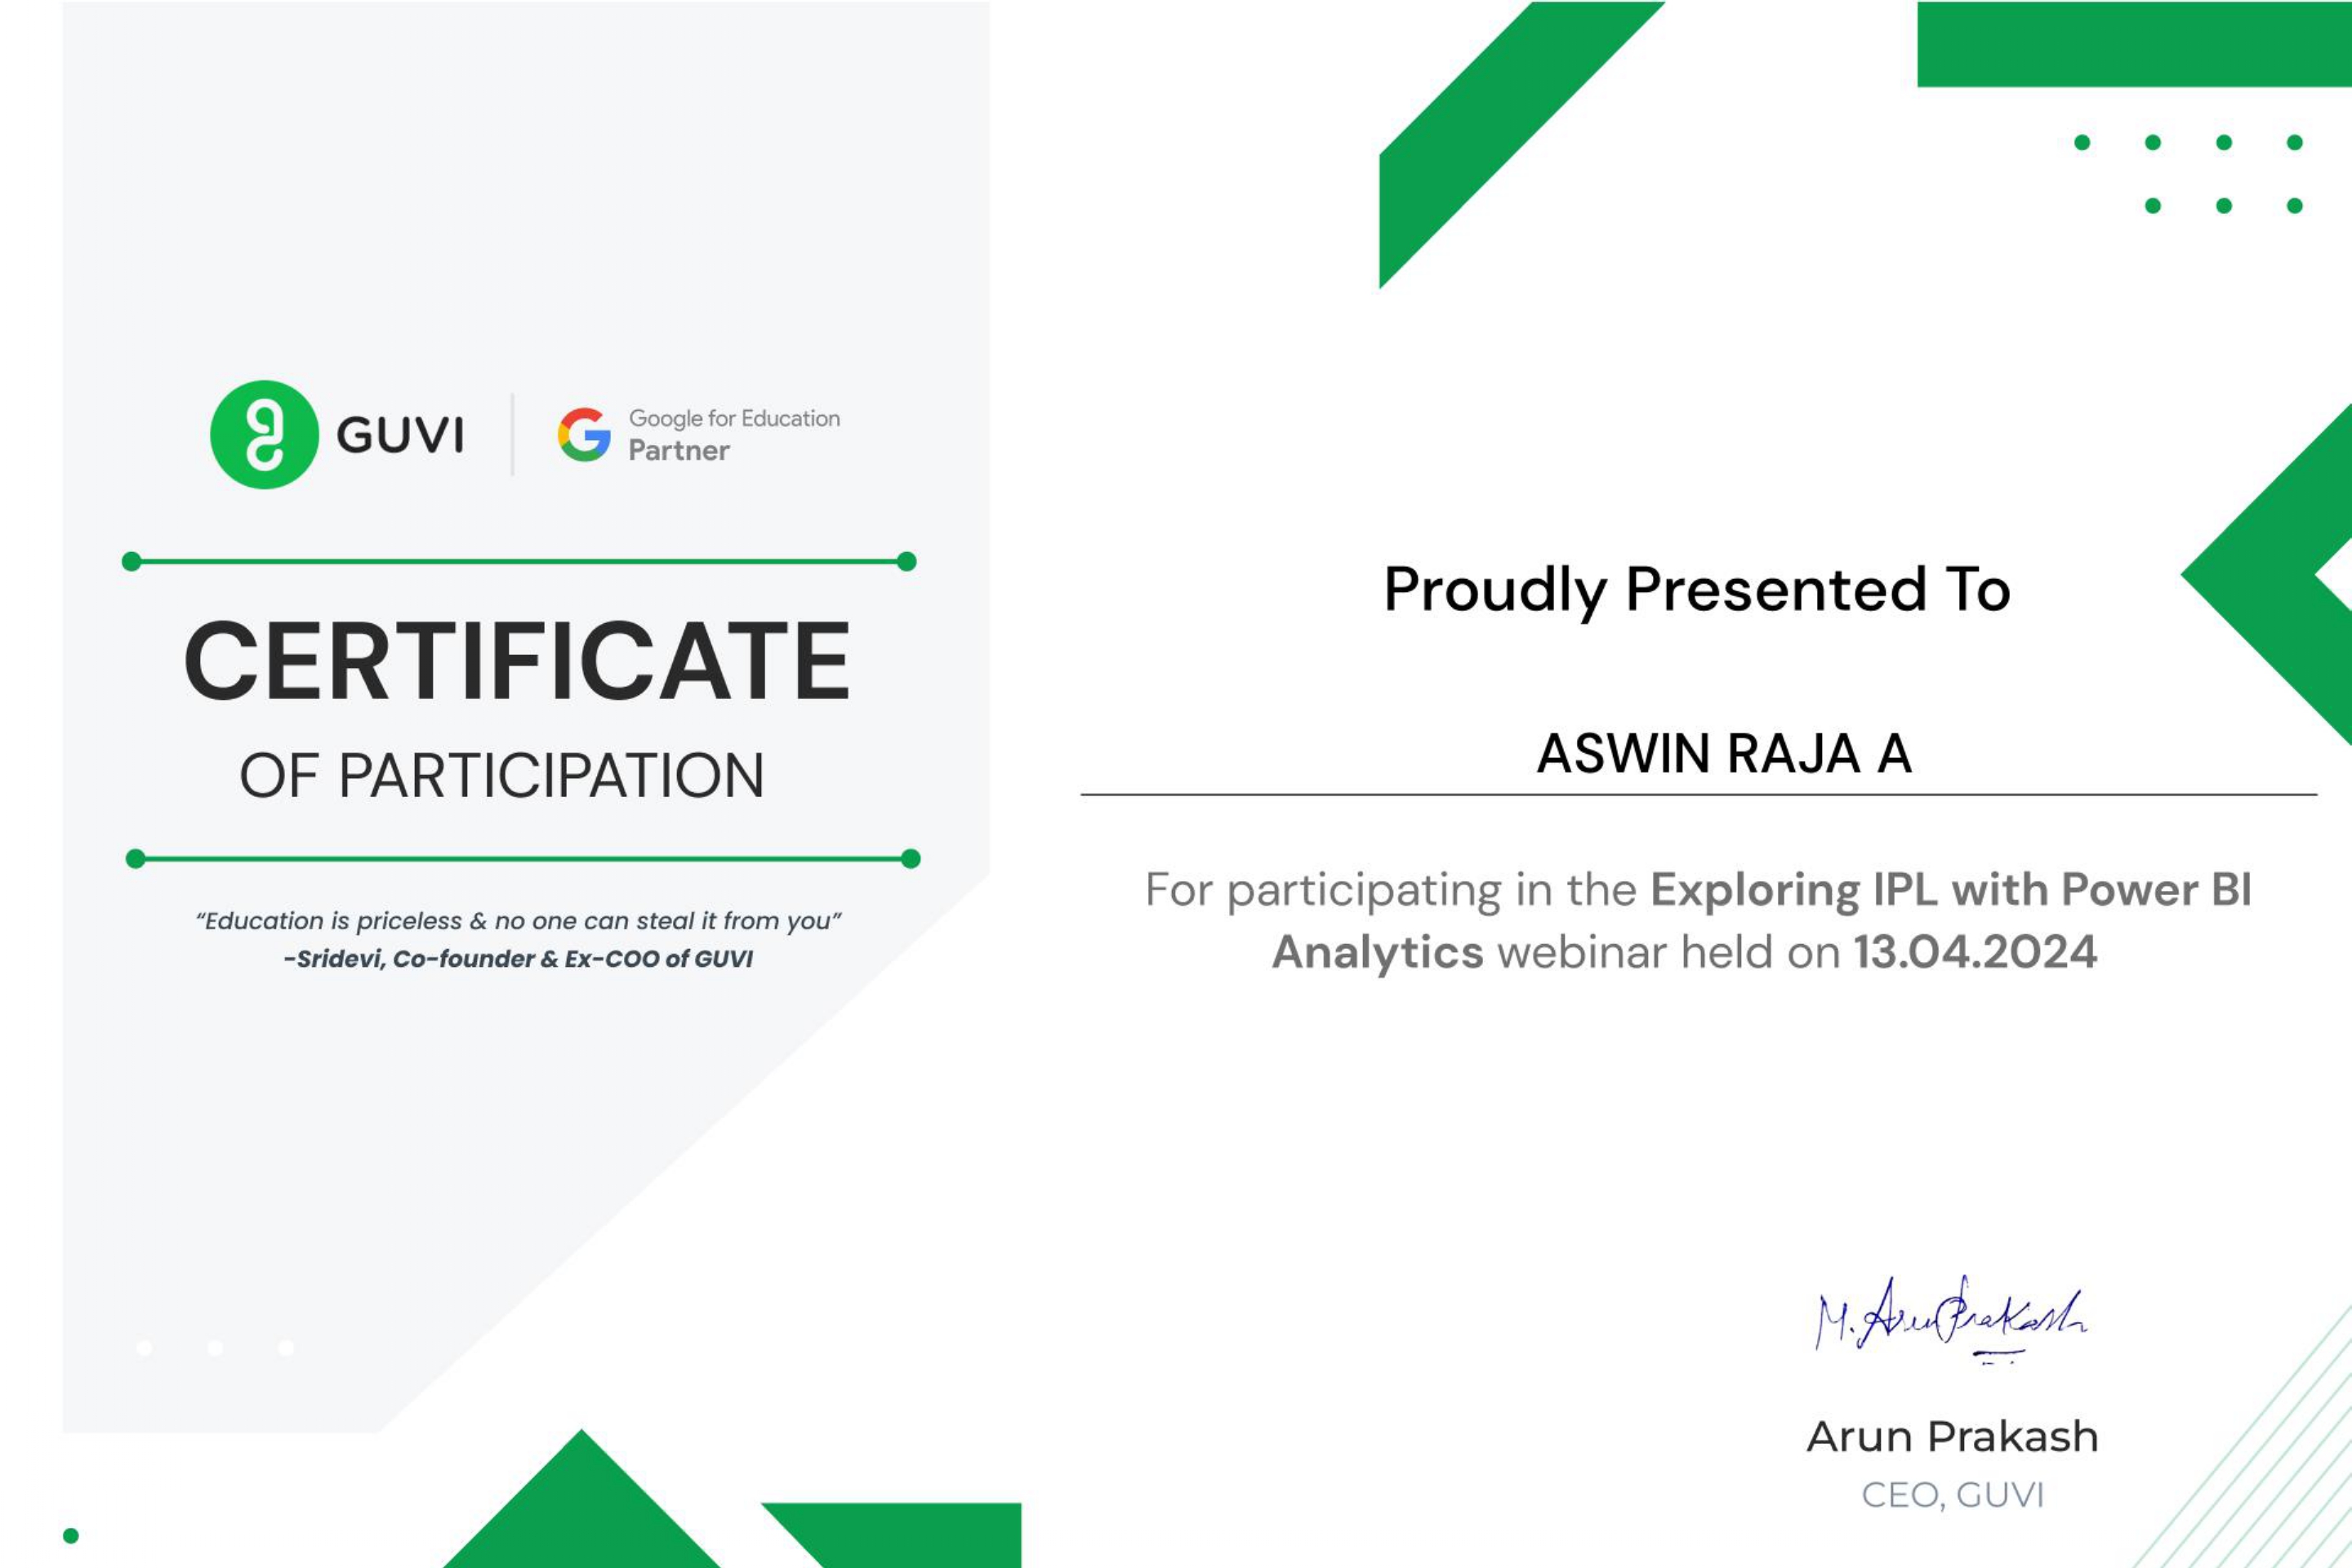 GUVI
Google for Education
Partner
CERTIFICATE
OF PARTICIPATION
“Education is priceless & no one can steal it from you”
-Sridevi, Co-founder & Ex-COO of GUVI
Proudly Presented To
ASWIN RAJA A
For participating in the Exploring IPL with Power BI
Analytics webinar held on 13.04.2024
M. Arun Prakash
Arun Prakash
CEO, GUVI